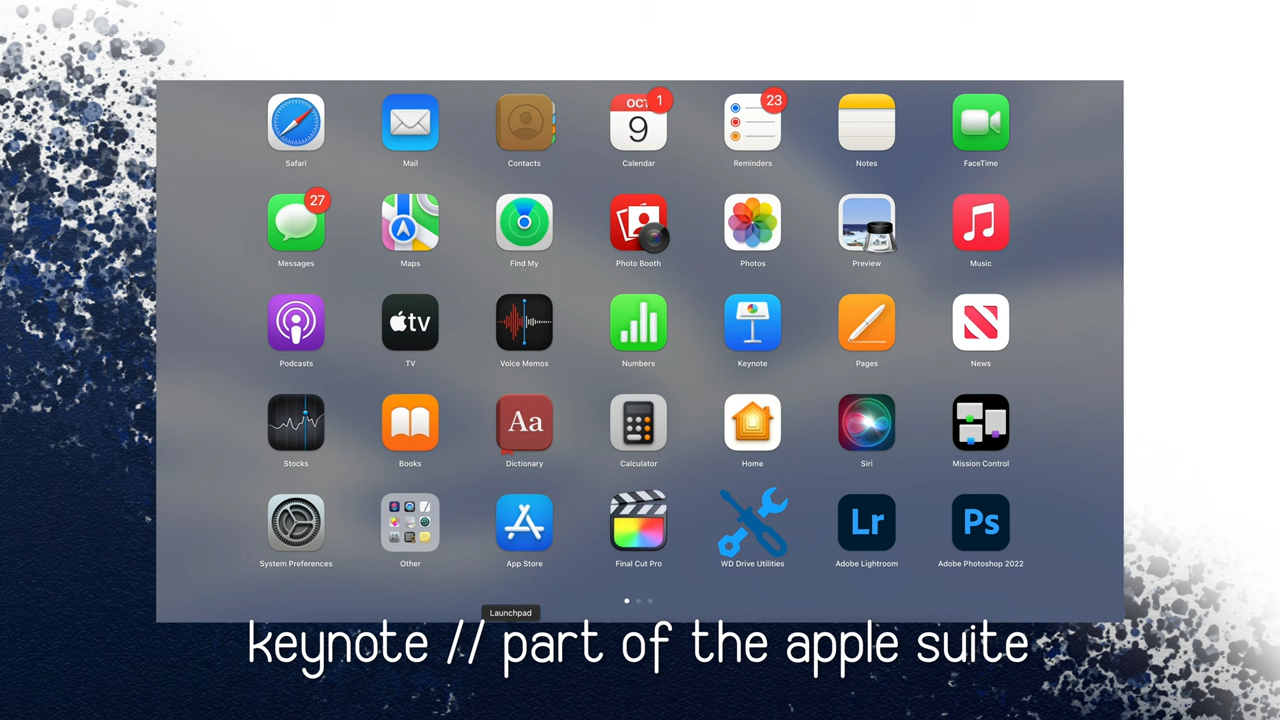 OCT 1 23
9
Safari Mail Contacts Calendar Reminders Notes FaceTime
27
Messages Maps Find My Photo Booth Photos Preview Music
tv
Podcasts TV Voice Memos Numbers Keynote Pages News
Aa
Stocks Books Dictionary Calculator Home Siri Mission Control
Lr Ps
System Preferences Other App Store Final Cut Pro WD Drive Utilities Adobe Lightroom Adobe Photoshop 2022
Launchpad
keynote // part of the apple suite